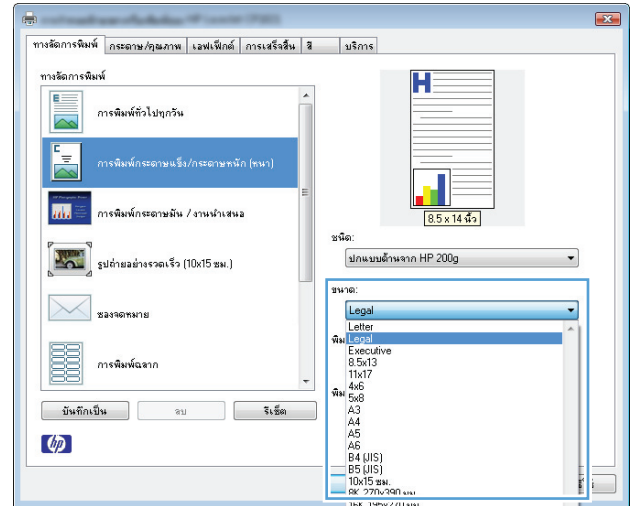 ทางลัดการพิมพ์
กระดาษ/คุณภาพ
เอฟเฟ็กต์
การเสร็จสิ้น
สี
บริการ
ทางลัดการพิมพ์
การพิมพ์ทั่วไปทุกวัน
การพิมพ์กระดาษแข็ง/กระดาษหนัก (หนา)
การพิมพ์กระดาษมัน / งานนำเสนอ
รูปถ่ายอย่างรวดเร็ว (10x15 ซม.)
ซองจดหมาย
การพิมพ์ฉลาก
บันทึกเป็น
ลบ
รีเซ็ต
hp
8.5 x 14 นิ้ว
ชนิด:
ปกแบบด้านจาก HP 200g
ขนาด:
Legal
Letter
Legal
Executive
8.5x13
11x17
4x6
5x8
A3
A4
A5
A6
B4 (JIS)
B5 (JIS)
10x15 ซม.
8K 270x390 มม.
16K 195x270 มม.